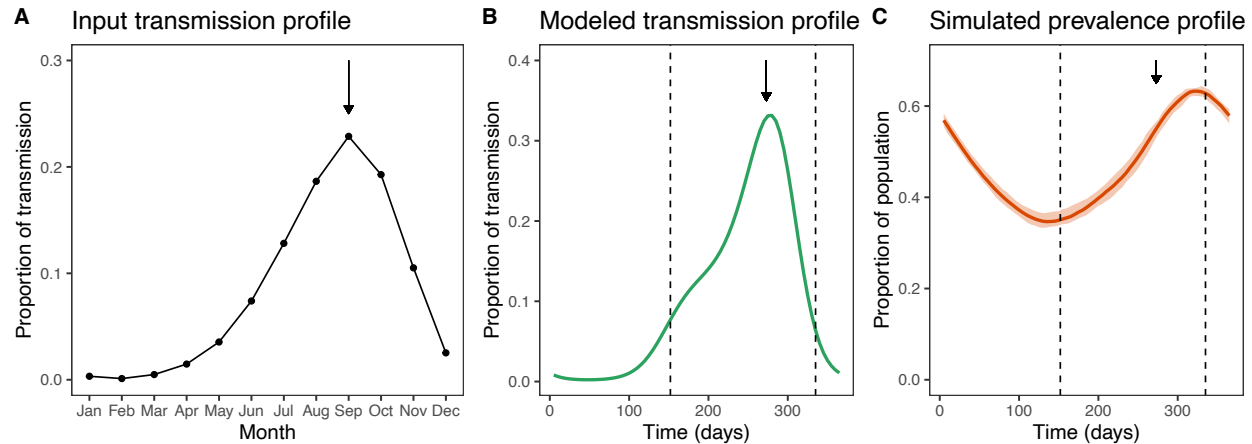 A
Input transmission profile
Proportion of transmission
0.3
0.2
0.1
0.0
Jan Feb Mar Apr May Jun Jul Aug Sep Oct Nov Dec
Month
B
Modeled transmission profile
Proportion of transmission
0.4
0.3
0.2
0.1
0.0
0 100 200 300
Time (days)
C
Simulated prevalence profile
Proportion of population
0.6
0.4
0.2
0.0
0 100 200 300
Time (days)